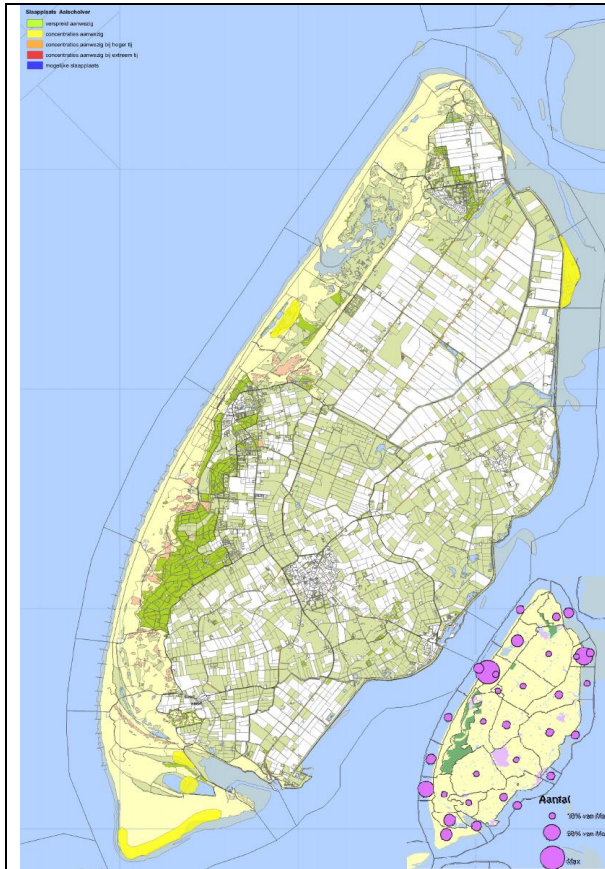 Slaapplaats Aalscholver
verspreid aanwezig
concentraties aanwezig
concentraties aanwezig bij hoger tij
concentraties aanwezig bij extreem tij
mogelijke slaapplaats
Aantal
Max